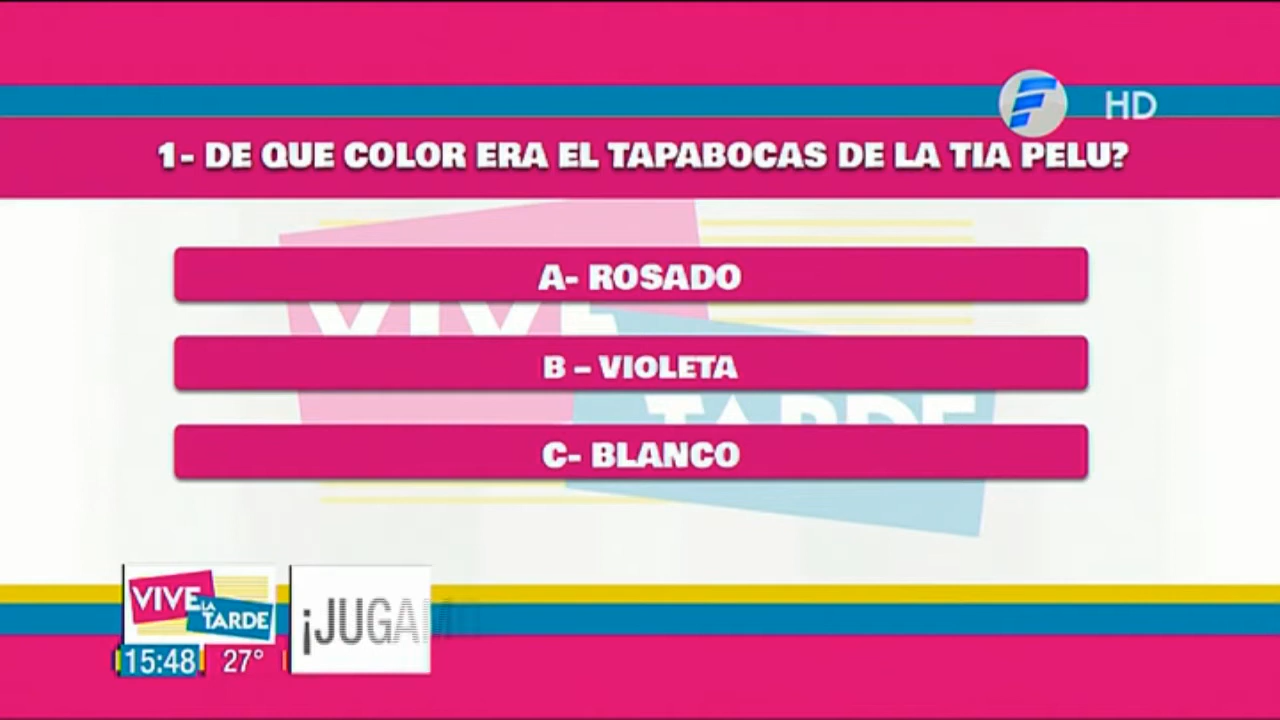 HD
1- DE QUE COLOR ERA EL TAPABOCAS DE LA TIA PELU?
A- ROSADO
B – VIOLETA
C- BLANCO
VIVE
LA
TARDE
¡JUGAM
15:48 27°